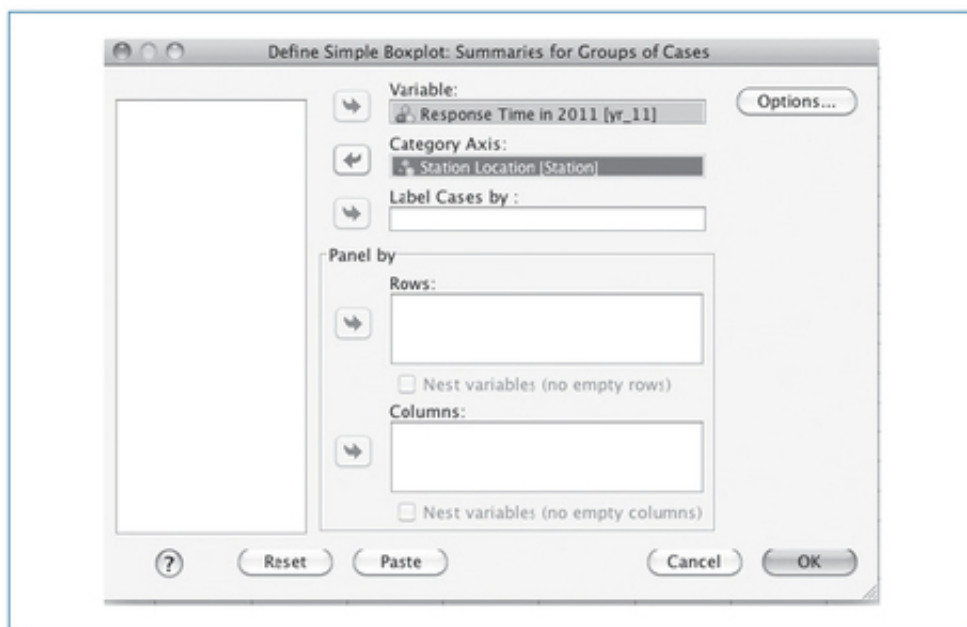 Define Simple Boxplot: Summaries for Groups of Cases
Variable:
Response Time in 2011 [yr_11]
Options...
Category Axis:
Station Location [Station]
Label Cases by :
Panel by
Rows:
Nest variables (no empty rows)
Columns:
Nest variables (no empty columns)
?
Reset
Paste
Cancel
OK